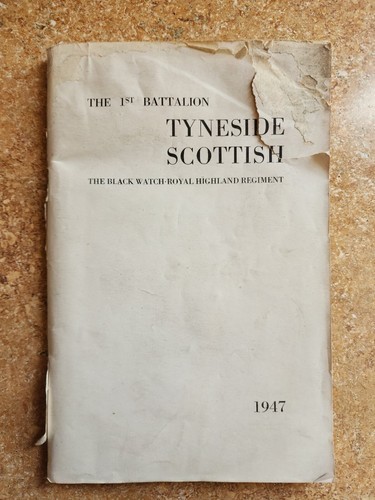 THE 1ST BATTALION
TYNESIDE
SCOTTISH
THE BLACK WATCH-ROYAL HIGHLAND REGIMENT
1947